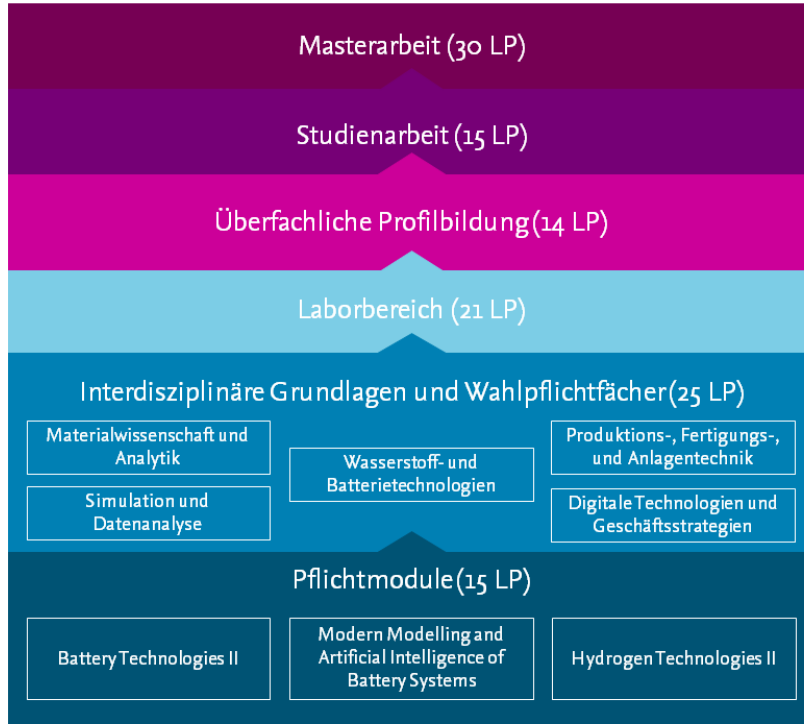 Masterarbeit (30 LP)
Studienarbeit (15 LP)
Überfachliche Profilbildung (14 LP)
Laborbereich (21 LP)
Interdisziplinäre Grundlagen und Wahlpflichtfächer (25 LP)
Materialwissenschaft und
Analytik
Simulation und
Datenanalyse
Wasserstoff- und
Batterietechnologien
Produktions-, Fertigungs-,
und Anlagentechnik
Digitale Technologien und
Geschäftsstrategien
Pflichtmodule (15 LP)
Battery Technologies II
Modern Modelling and
Artificial Intelligence of
Battery Systems
Hydrogen Technologies II